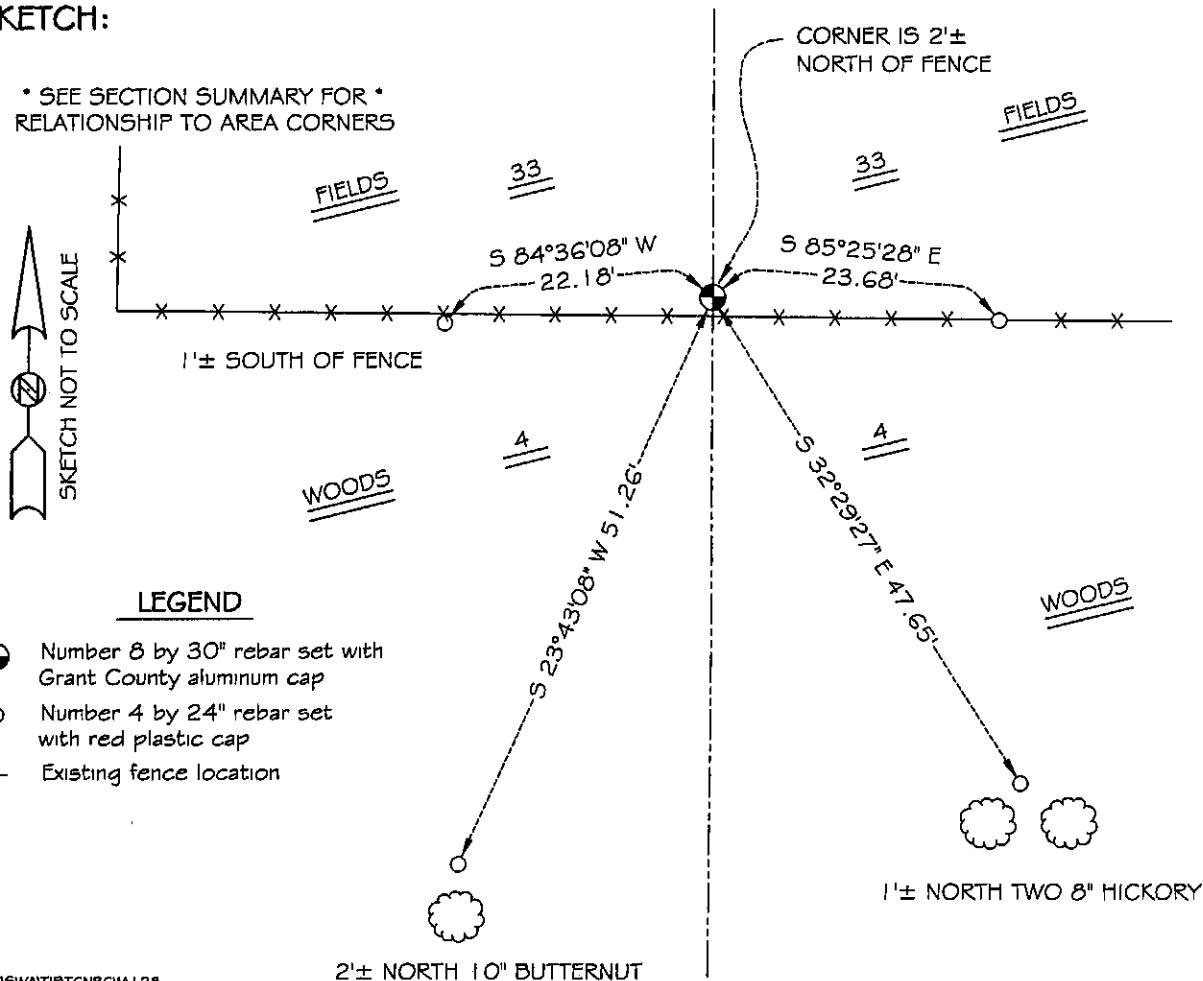 KETCH:
* SEE SECTION SUMMARY FOR *
RELATIONSHIP TO AREA CORNERS
CORNER IS 2'±
NORTH OF FENCE
FIELDS
33
33
FIELDS
S 84°36'08" W
22.18'
S 85°25'28" E
23.68'
N
SKETCH NOT TO SCALE
1'± SOUTH OF FENCE
4
4
WOODS
WOODS
S 23°43'08" W 51.26'
S 32°29'27" E 47.65'
LEGEND
Number 8 by 30" rebar set with
Grant County aluminum cap
Number 4 by 24" rebar set
with red plastic cap
Existing fence location
1'± NORTH TWO 8" HICKORY
2'± NORTH 10" BUTTERNUT